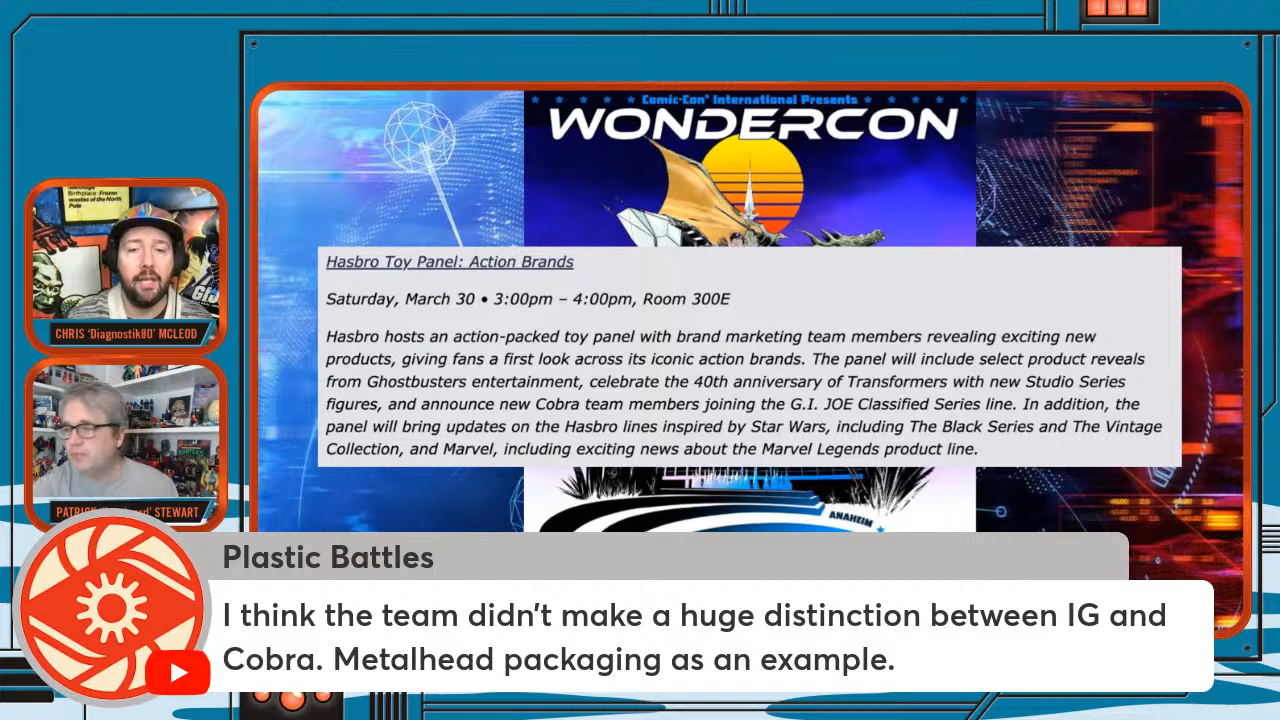 Comic-Con® International Presents
WONDERCON
Birthplace: Frozen
wastes of the North
Pole
CHRIS 'Diagnostik80' MCLEOD
PATRICK STEWART
Hasbro Toy Panel: Action Brands
Saturday, March 30 • 3:00pm – 4:00pm, Room 300E
Hasbro hosts an action-packed toy panel with brand marketing team members revealing exciting new
products, giving fans a first look across its iconic action brands. The panel will include select product reveals
from Ghostbusters entertainment, celebrate the 40th anniversary of Transformers with new Studio Series
figures, and announce new Cobra team members joining the G.I. JOE Classified Series line. In addition, the
panel will bring updates on the Hasbro lines inspired by Star Wars, including The Black Series and The Vintage
Collection, and Marvel, including exciting news about the Marvel Legends product line.
ANAHEIM
Plastic Battles
I think the team didn't make a huge distinction between IG and
Cobra. Metalhead packaging as an example.